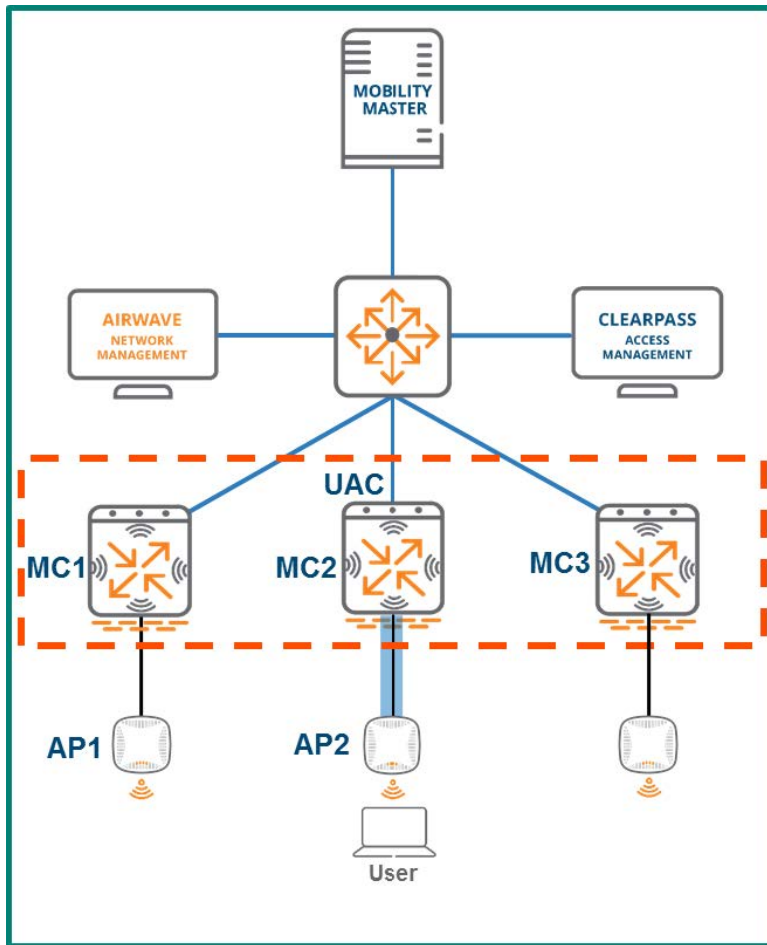 MOBILITY
MASTER
AIRWAVE
NETWORK
MANAGEMENT
CLEARPASS
ACCESS
MANAGEMENT
UAC
MC1
MC2
MC3
AP1
AP2
User